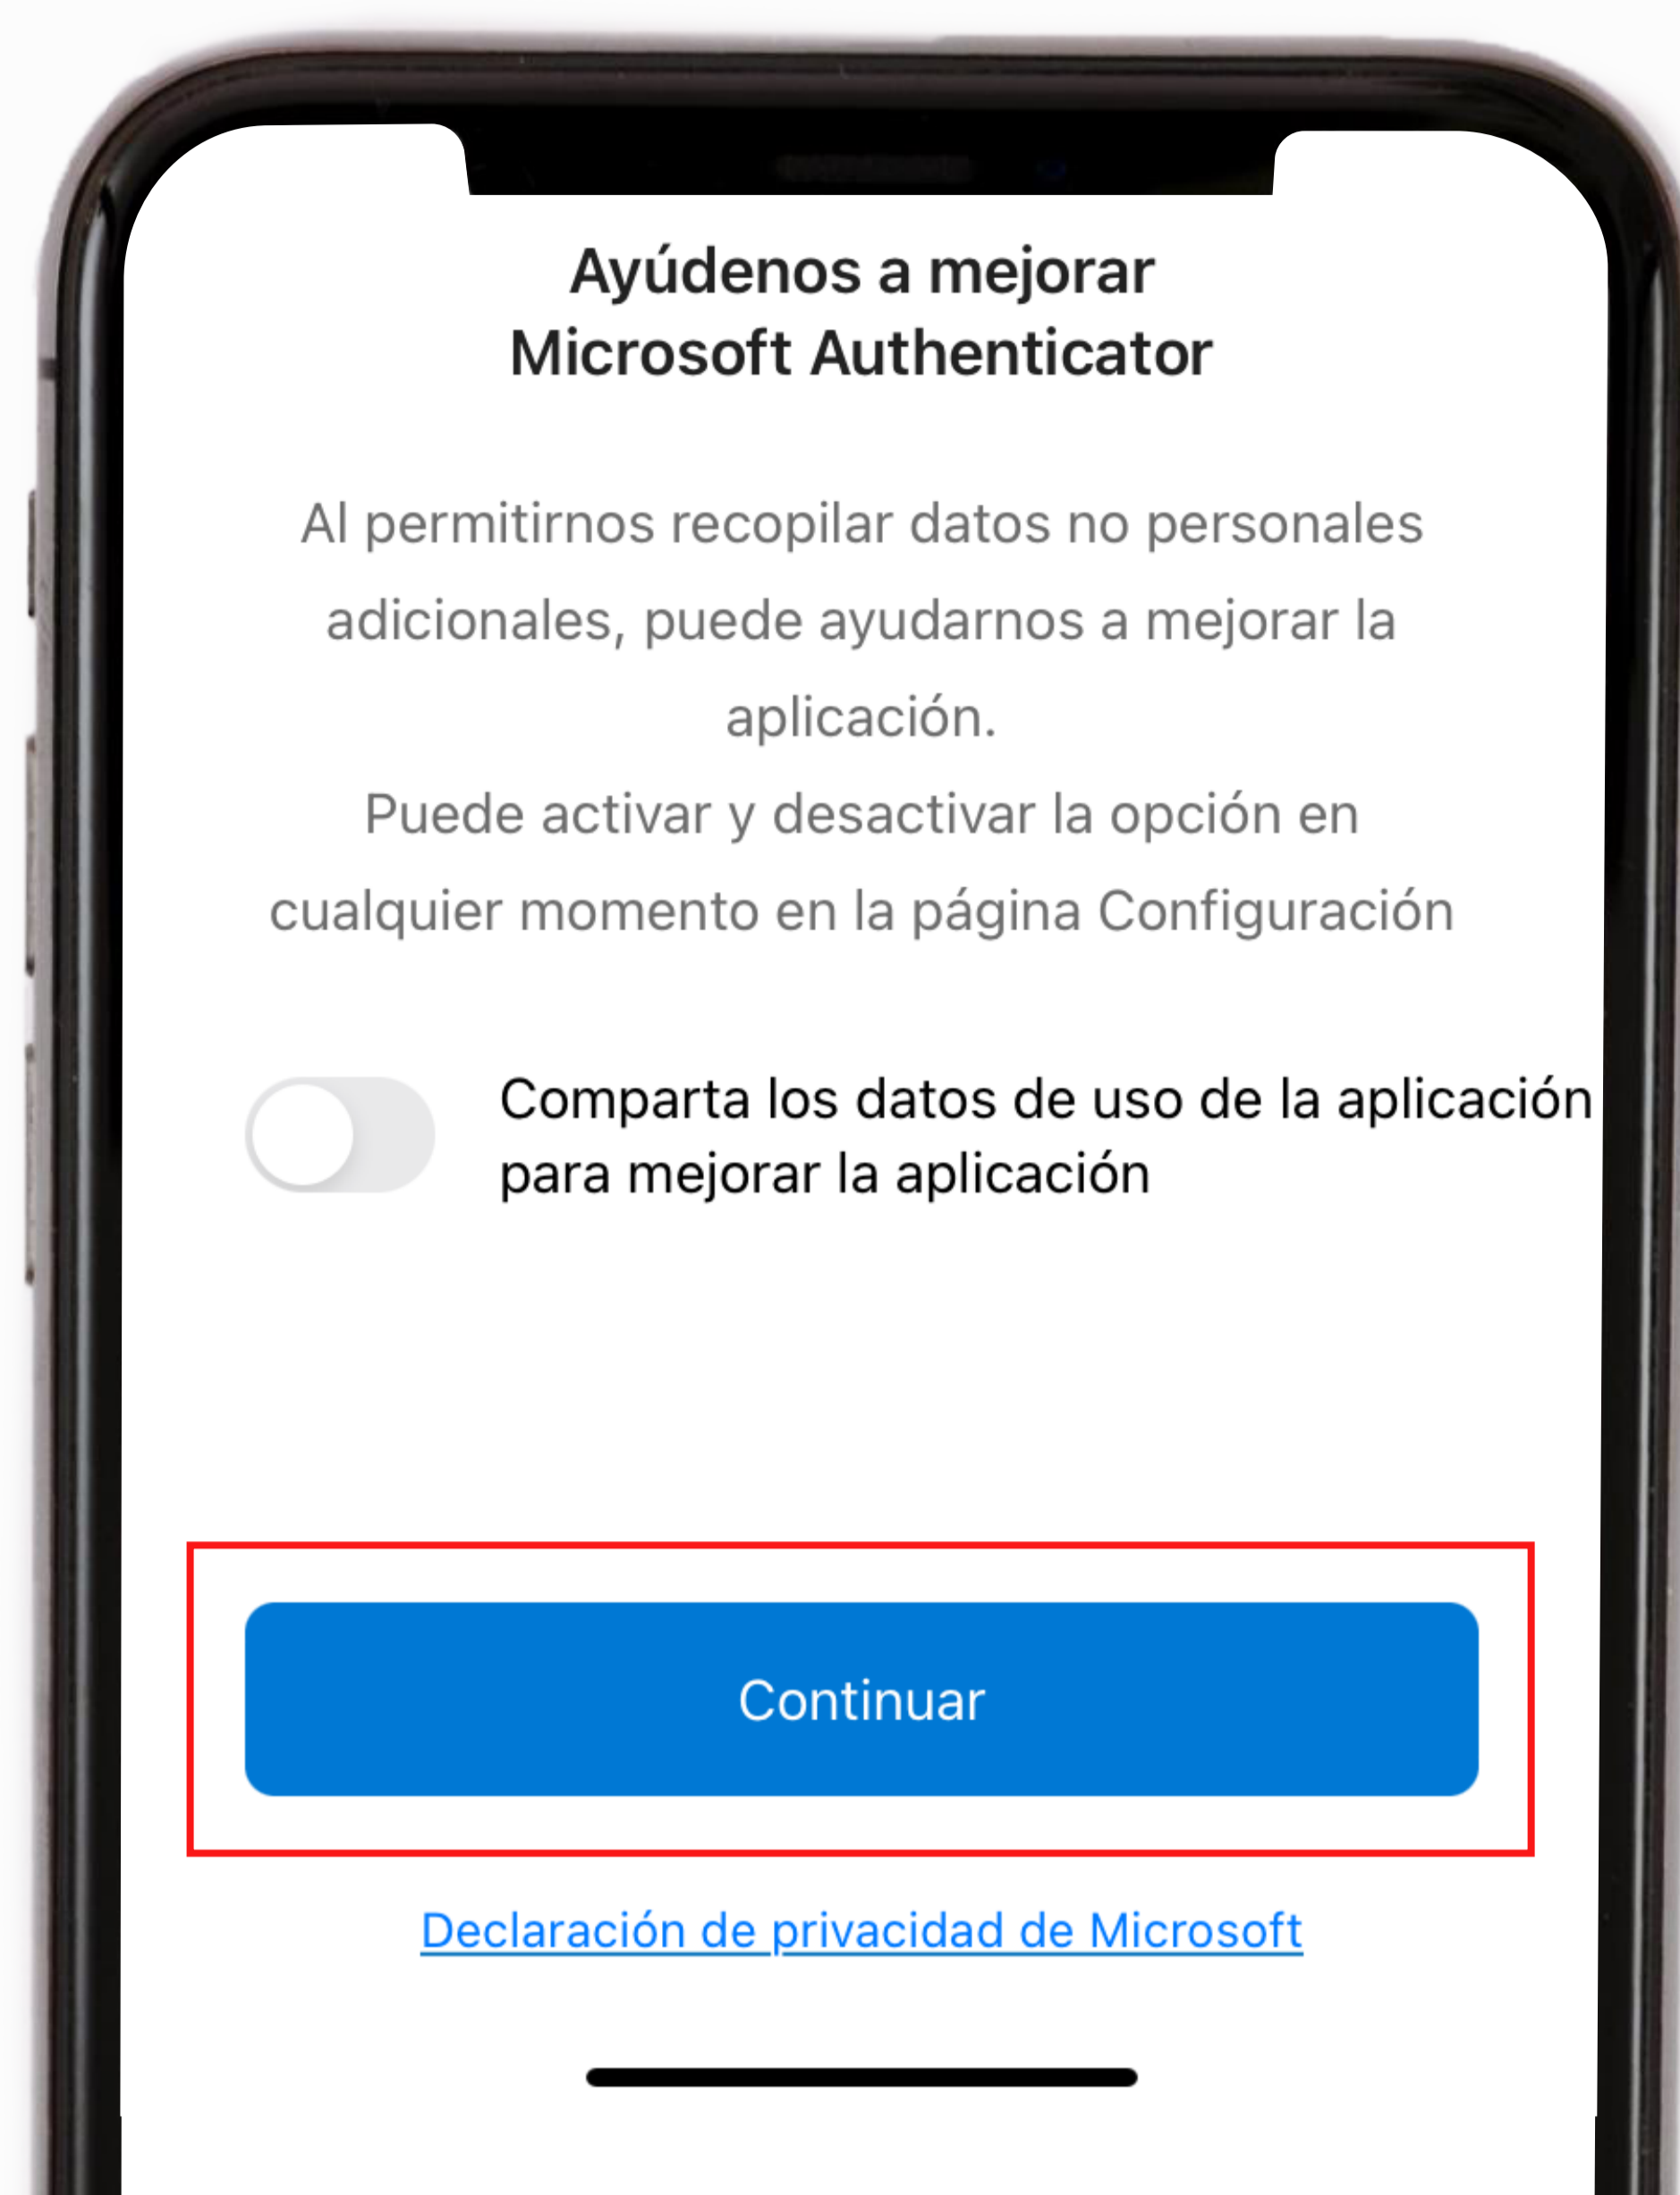 Ayúdenos a mejorar
Microsoft Authenticator
Al permitirnos recopilar datos no personales
adicionales, puede ayudarnos a mejorar la
aplicación.
Puede activar y desactivar la opción en
cualquier momento en la página Configuración
Comparta los datos de uso de la aplicación
para mejorar la aplicación
Continuar
Declaración de privacidad de Microsoft